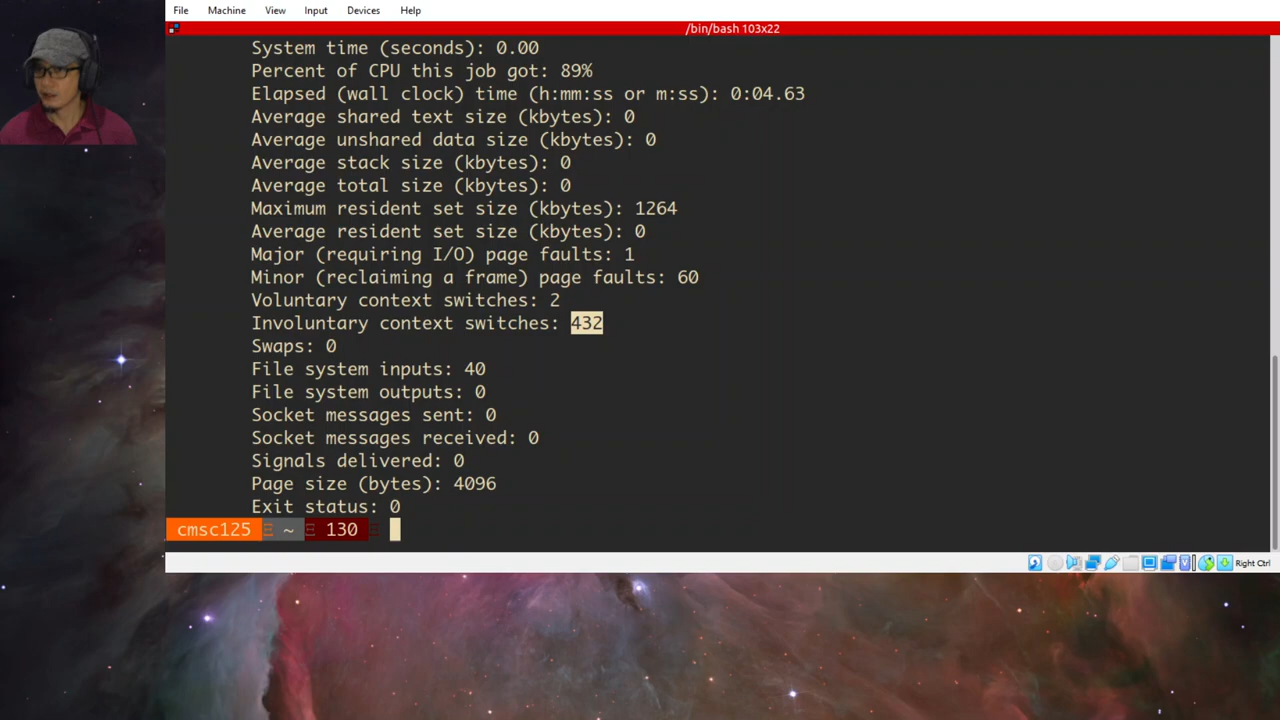 File Machine View Input Devices Help
/bin/bash 103x22
System time (seconds): 0.00
Percent of CPU this job got: 89%
Elapsed (wall clock) time (h:mm:ss or m:ss): 0:04.63
Average shared text size (kbytes): 0
Average unshared data size (kbytes): 0
Average stack size (kbytes): 0
Average total size (kbytes): 0
Maximum resident set size (kbytes): 1264
Average resident set size (kbytes): 0
Major (requiring I/O) page faults: 1
Minor (reclaiming a frame) page faults: 60
Voluntary context switches: 2
Involuntary context switches: 432
Swaps: 0
File system inputs: 40
File system outputs: 0
Socket messages sent: 0
Socket messages received: 0
Signals delivered: 0
Page size (bytes): 4096
Exit status: 0
cmsc125 ~ 130
Right Ctrl